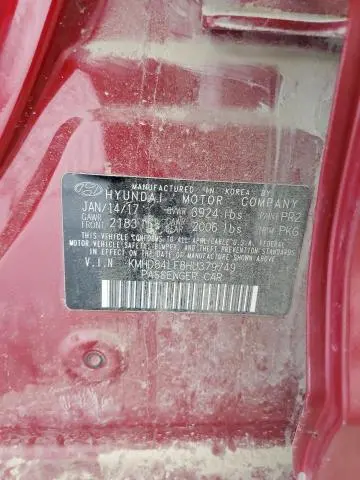 MANUFACTURED IN KOREA BY
HYUNDAI MOTOR COMPANY
JAN/14/17 GVWR 3924 lbs PAINT PR2
GAWR FRONT 2183 2006 lbs TRIM PKG
THIS VEHICLE CONFORMS TO ALL APPLICABLE U.S.A. FEDERAL
MOTOR VEHICLE SAFETY, BUMPER, AND THEFT PREVENTION STANDARDS
IN EFFECT ON THE DATE OF MANUFACTURE SHOWN ABOVE.
V.I.N KMHD84LF8HU379749
PASSENGER CAR